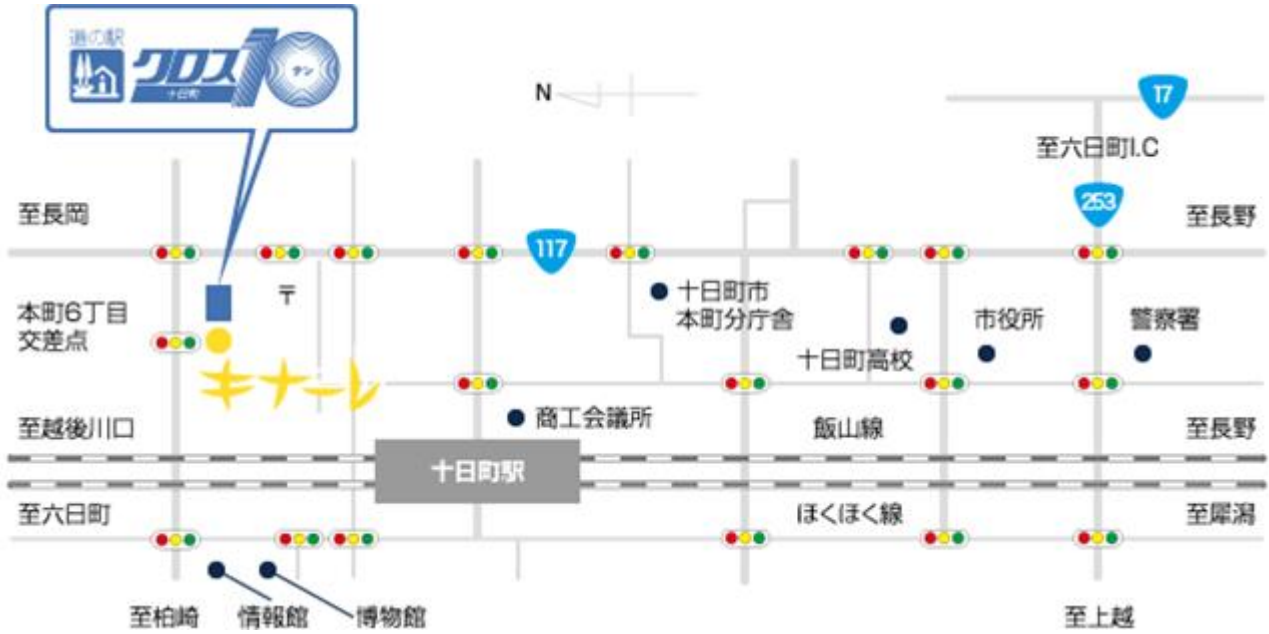 道の駅
クロス10
テン
十日町
N
17
至六日町I.C
253
至長岡
至長野
117
〒
本町6丁目
交差点
十日町市
本町分庁舎
市役所
警察署
十日町高校
キナーレ
商工会議所
至越後川口
飯山線
至長野
十日町駅
至六日町
ほくほく線
至犀潟
至柏崎
情報館
博物館
至上越